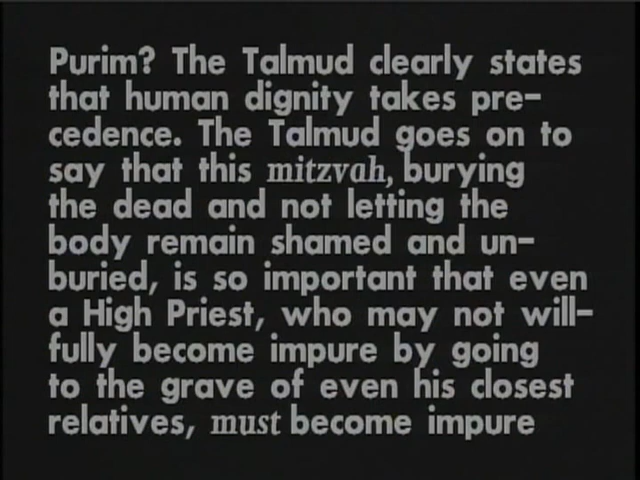 Purim? The Talmud clearly states
that human dignity takes pre-
cedence. The Talmud goes on to
say that this mitzvah, burying
the dead and not letting the
body remain shamed and un-
buried, is so important that even
a High Priest, who may not will-
fully become impure by going
to the grave of even his closest
relatives, must become impure